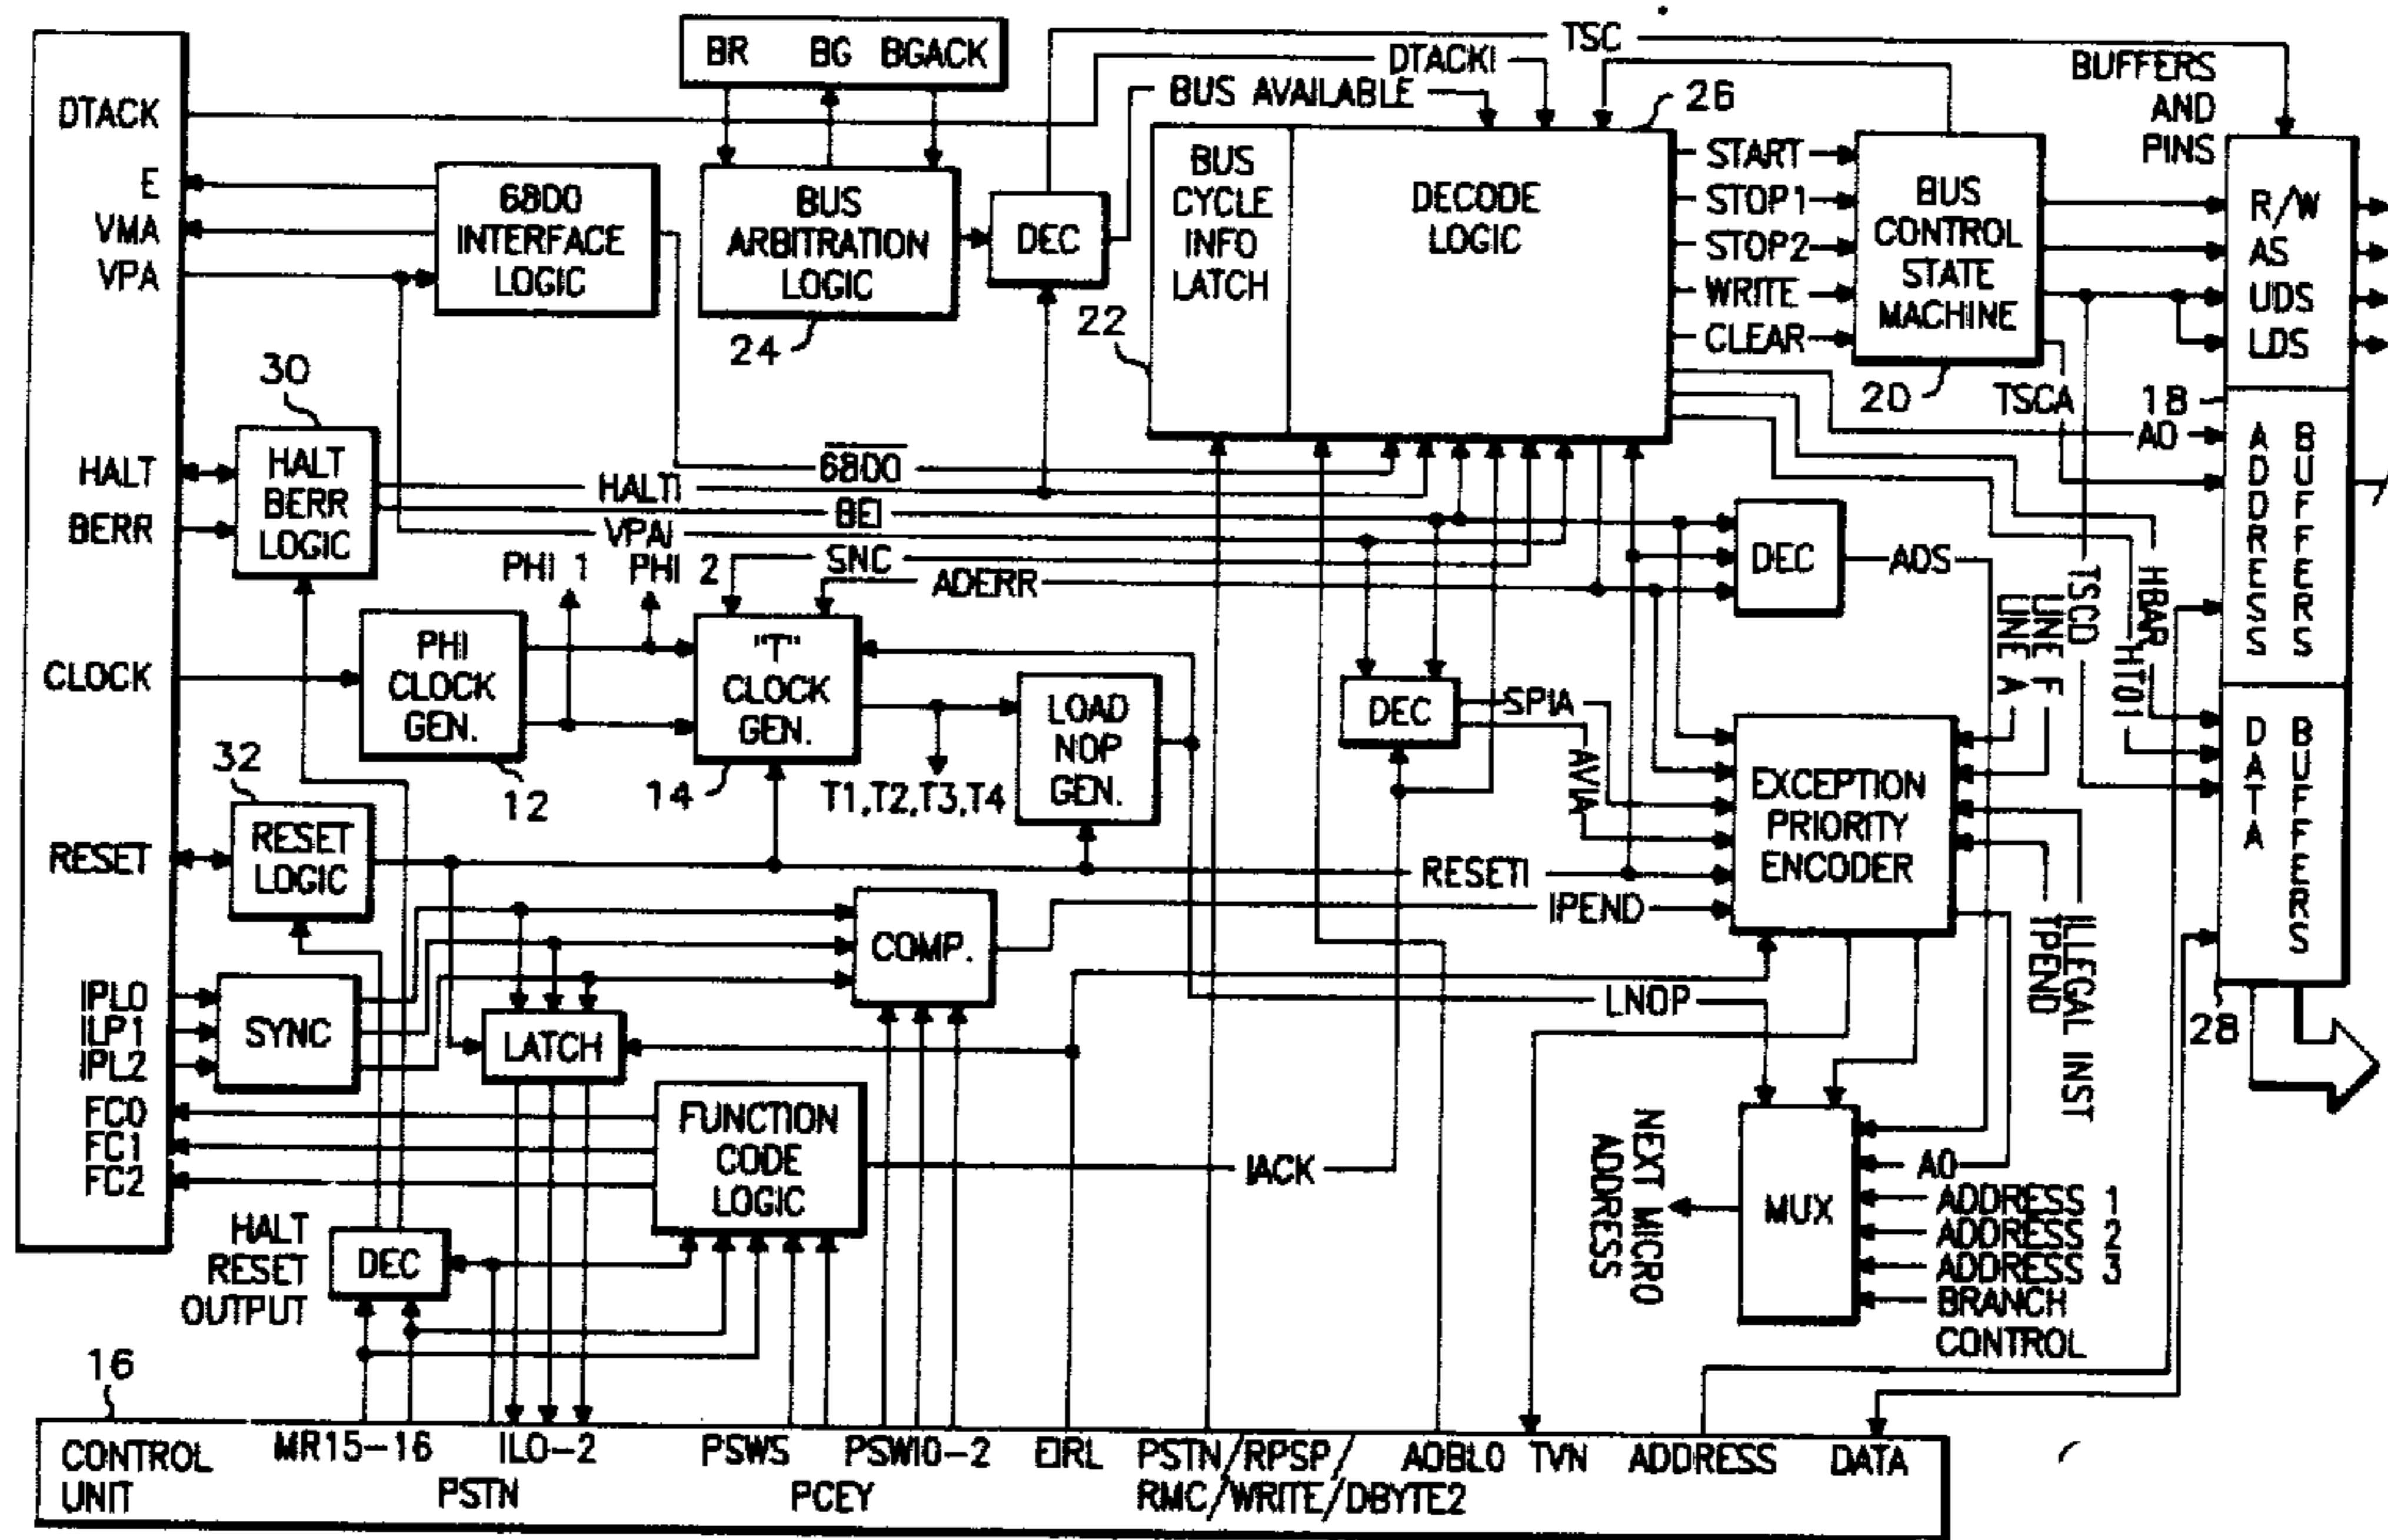 DTACK
E
VMA
VPA
HALT
BERR
CLOCK
RESET
IPL0
ILP1
IPL2
FC0
FC1
FC2
BR BG BGACK
6800
INTERFACE
LOGIC
BUS
ARBITRATION
LOGIC
24
DEC
TSC
DTACKI
BUS AVAILABLE
26
22
BUS
CYCLE
INFO
LATCH
DECODE
LOGIC
START
STOP1
STOP2
WRITE
CLEAR
BUS
CONTROL
STATE
MACHINE
20
BUFFERS
AND
PINS
R/W
AS
UDS
LDS
TSCA
18
A0
ADDRESS
BUFFERS
DATA
BUFFERS
28
30
HALT
BERR
LOGIC
6800
HALTI
BEI
VPAI
SNC
ADERR
PHI 1
PHI 2
PHI
CLOCK
GEN.
12
"T"
CLOCK
GEN.
14
T1,T2,T3,T4
LOAD
NOP
GEN.
DEC
ADS
DEC
SPIA
AVIA
LINE A
LINE F
TSCD
HBAR
HT01
EXCEPTION
PRIORITY
ENCODER
32
RESET
LOGIC
RESETI
IPEND
COMP.
SYNC
LATCH
LNOP
TPEND
ILLEGAL INST
FUNCTION
CODE
LOGIC
IACK
NEXT MICRO
ADDRESS
MUX
A0
ADDRESS 1
ADDRESS 2
ADDRESS 3
BRANCH
CONTROL
HALT
RESET
OUTPUT
DEC
16
CONTROL
UNIT
MR15-16
PSTN
IL0-2
PSWS
PCEY
PSWI0-2
EIRL
PSTN/RPSP/
RMC/WRITE/DBYTE2
AOBLO
TVN
ADDRESS
DATA